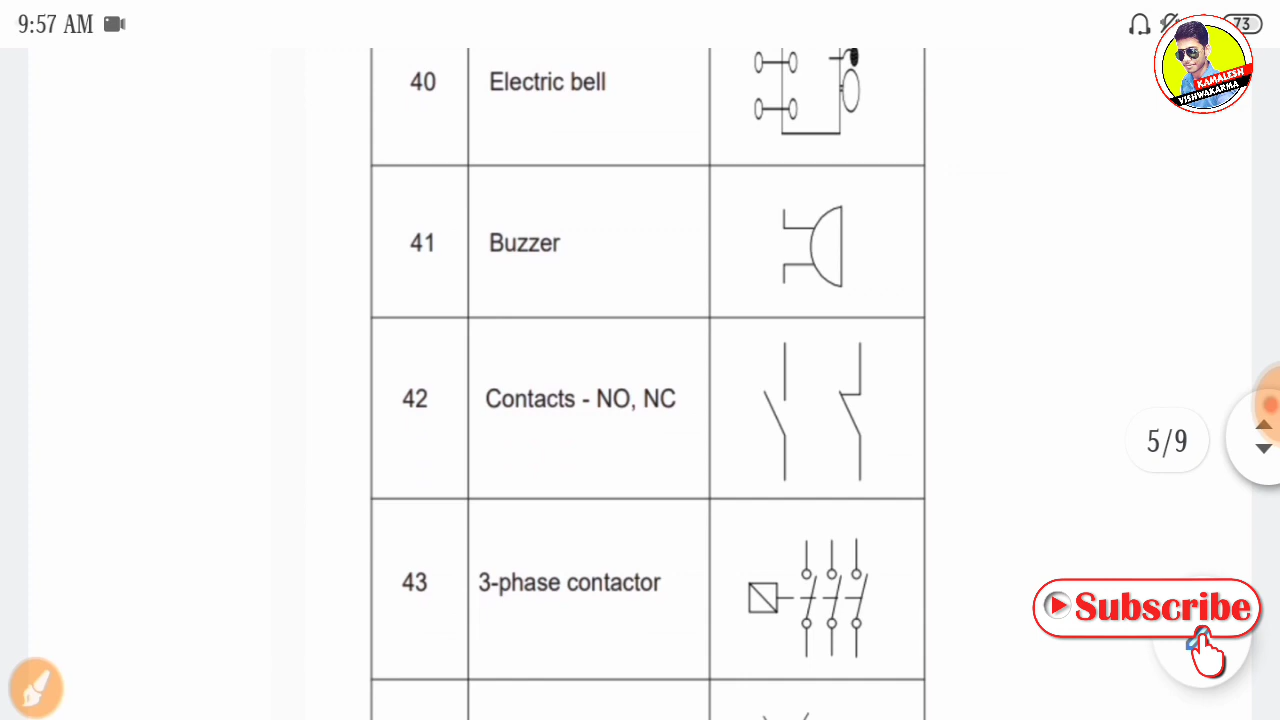 9:57 AM
73
KAMALESH
VISHWAKARMA
40 Electric bell
41 Buzzer
42 Contacts - NO, NC
5/9
43 3-phase contactor
Subscribe